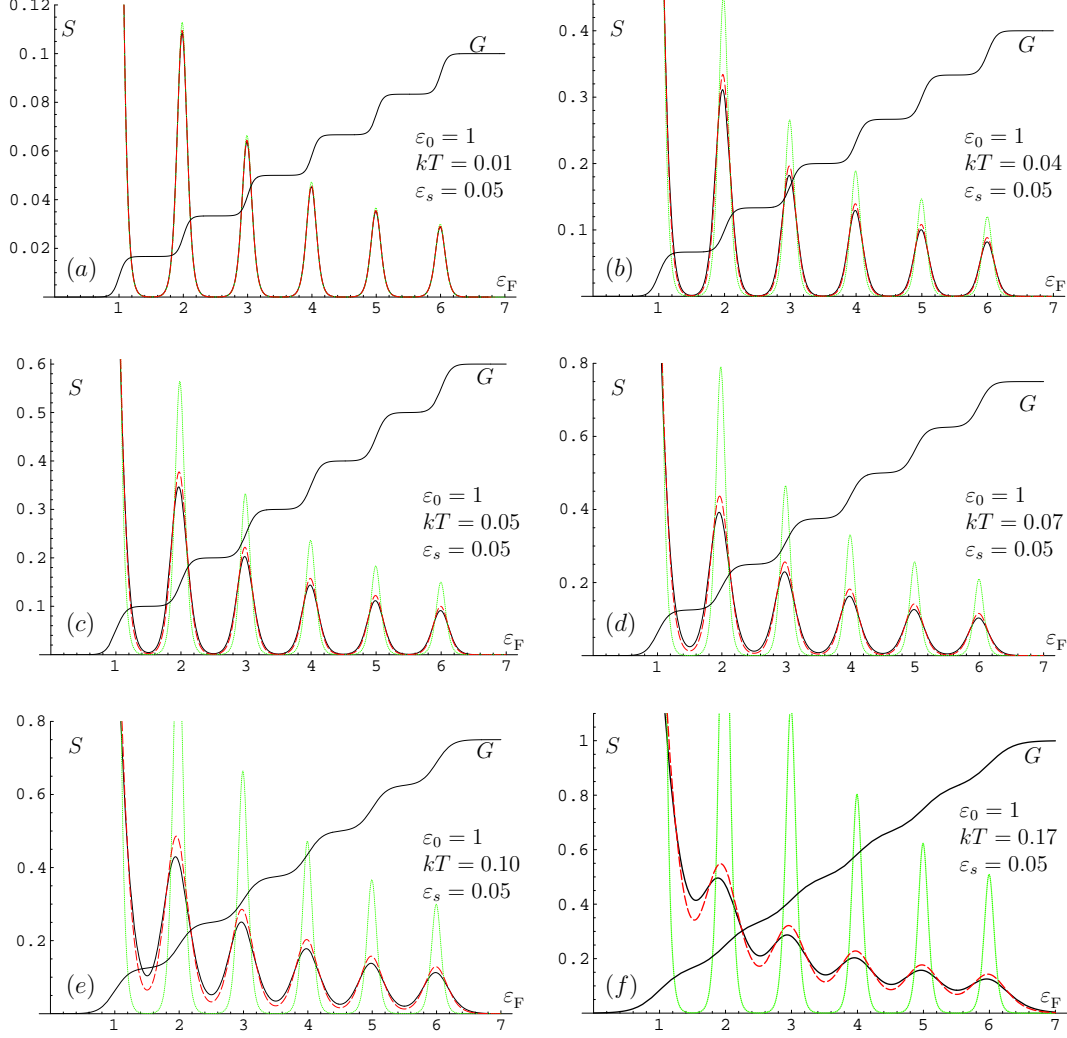 0.12
S
G
0.1
0.08
0.06
0.04
0.02
ε₀ = 1
kT = 0.01
εₛ = 0.05
(a)
ε_F
1 2 3 4 5 6 7
0.4
S
G
0.3
0.2
0.1
ε₀ = 1
kT = 0.04
εₛ = 0.05
(b)
ε_F
1 2 3 4 5 6 7
0.6
S
G
0.5
0.4
0.3
0.2
0.1
ε₀ = 1
kT = 0.05
εₛ = 0.05
(c)
ε_F
1 2 3 4 5 6 7
0.8
S
G
0.6
0.4
0.2
ε₀ = 1
kT = 0.07
εₛ = 0.05
(d)
ε_F
1 2 3 4 5 6 7
0.8
S
G
0.6
0.4
0.2
ε₀ = 1
kT = 0.10
εₛ = 0.05
(e)
ε_F
1 2 3 4 5 6 7
1
S
G
0.8
0.6
0.4
0.2
ε₀ = 1
kT = 0.17
εₛ = 0.05
(f)
ε_F
1 2 3 4 5 6 7